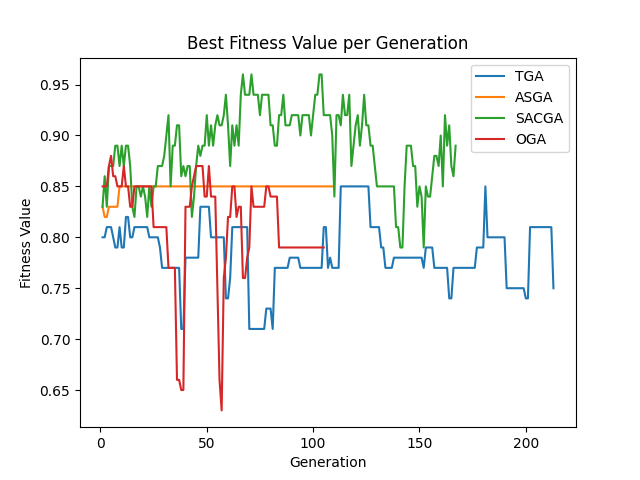 Best Fitness Value per Generation
TGA
ASGA
SACGA
OGA
Fitness Value
0.95
0.90
0.85
0.80
0.75
0.70
0.65
0
50
100
150
200
Generation